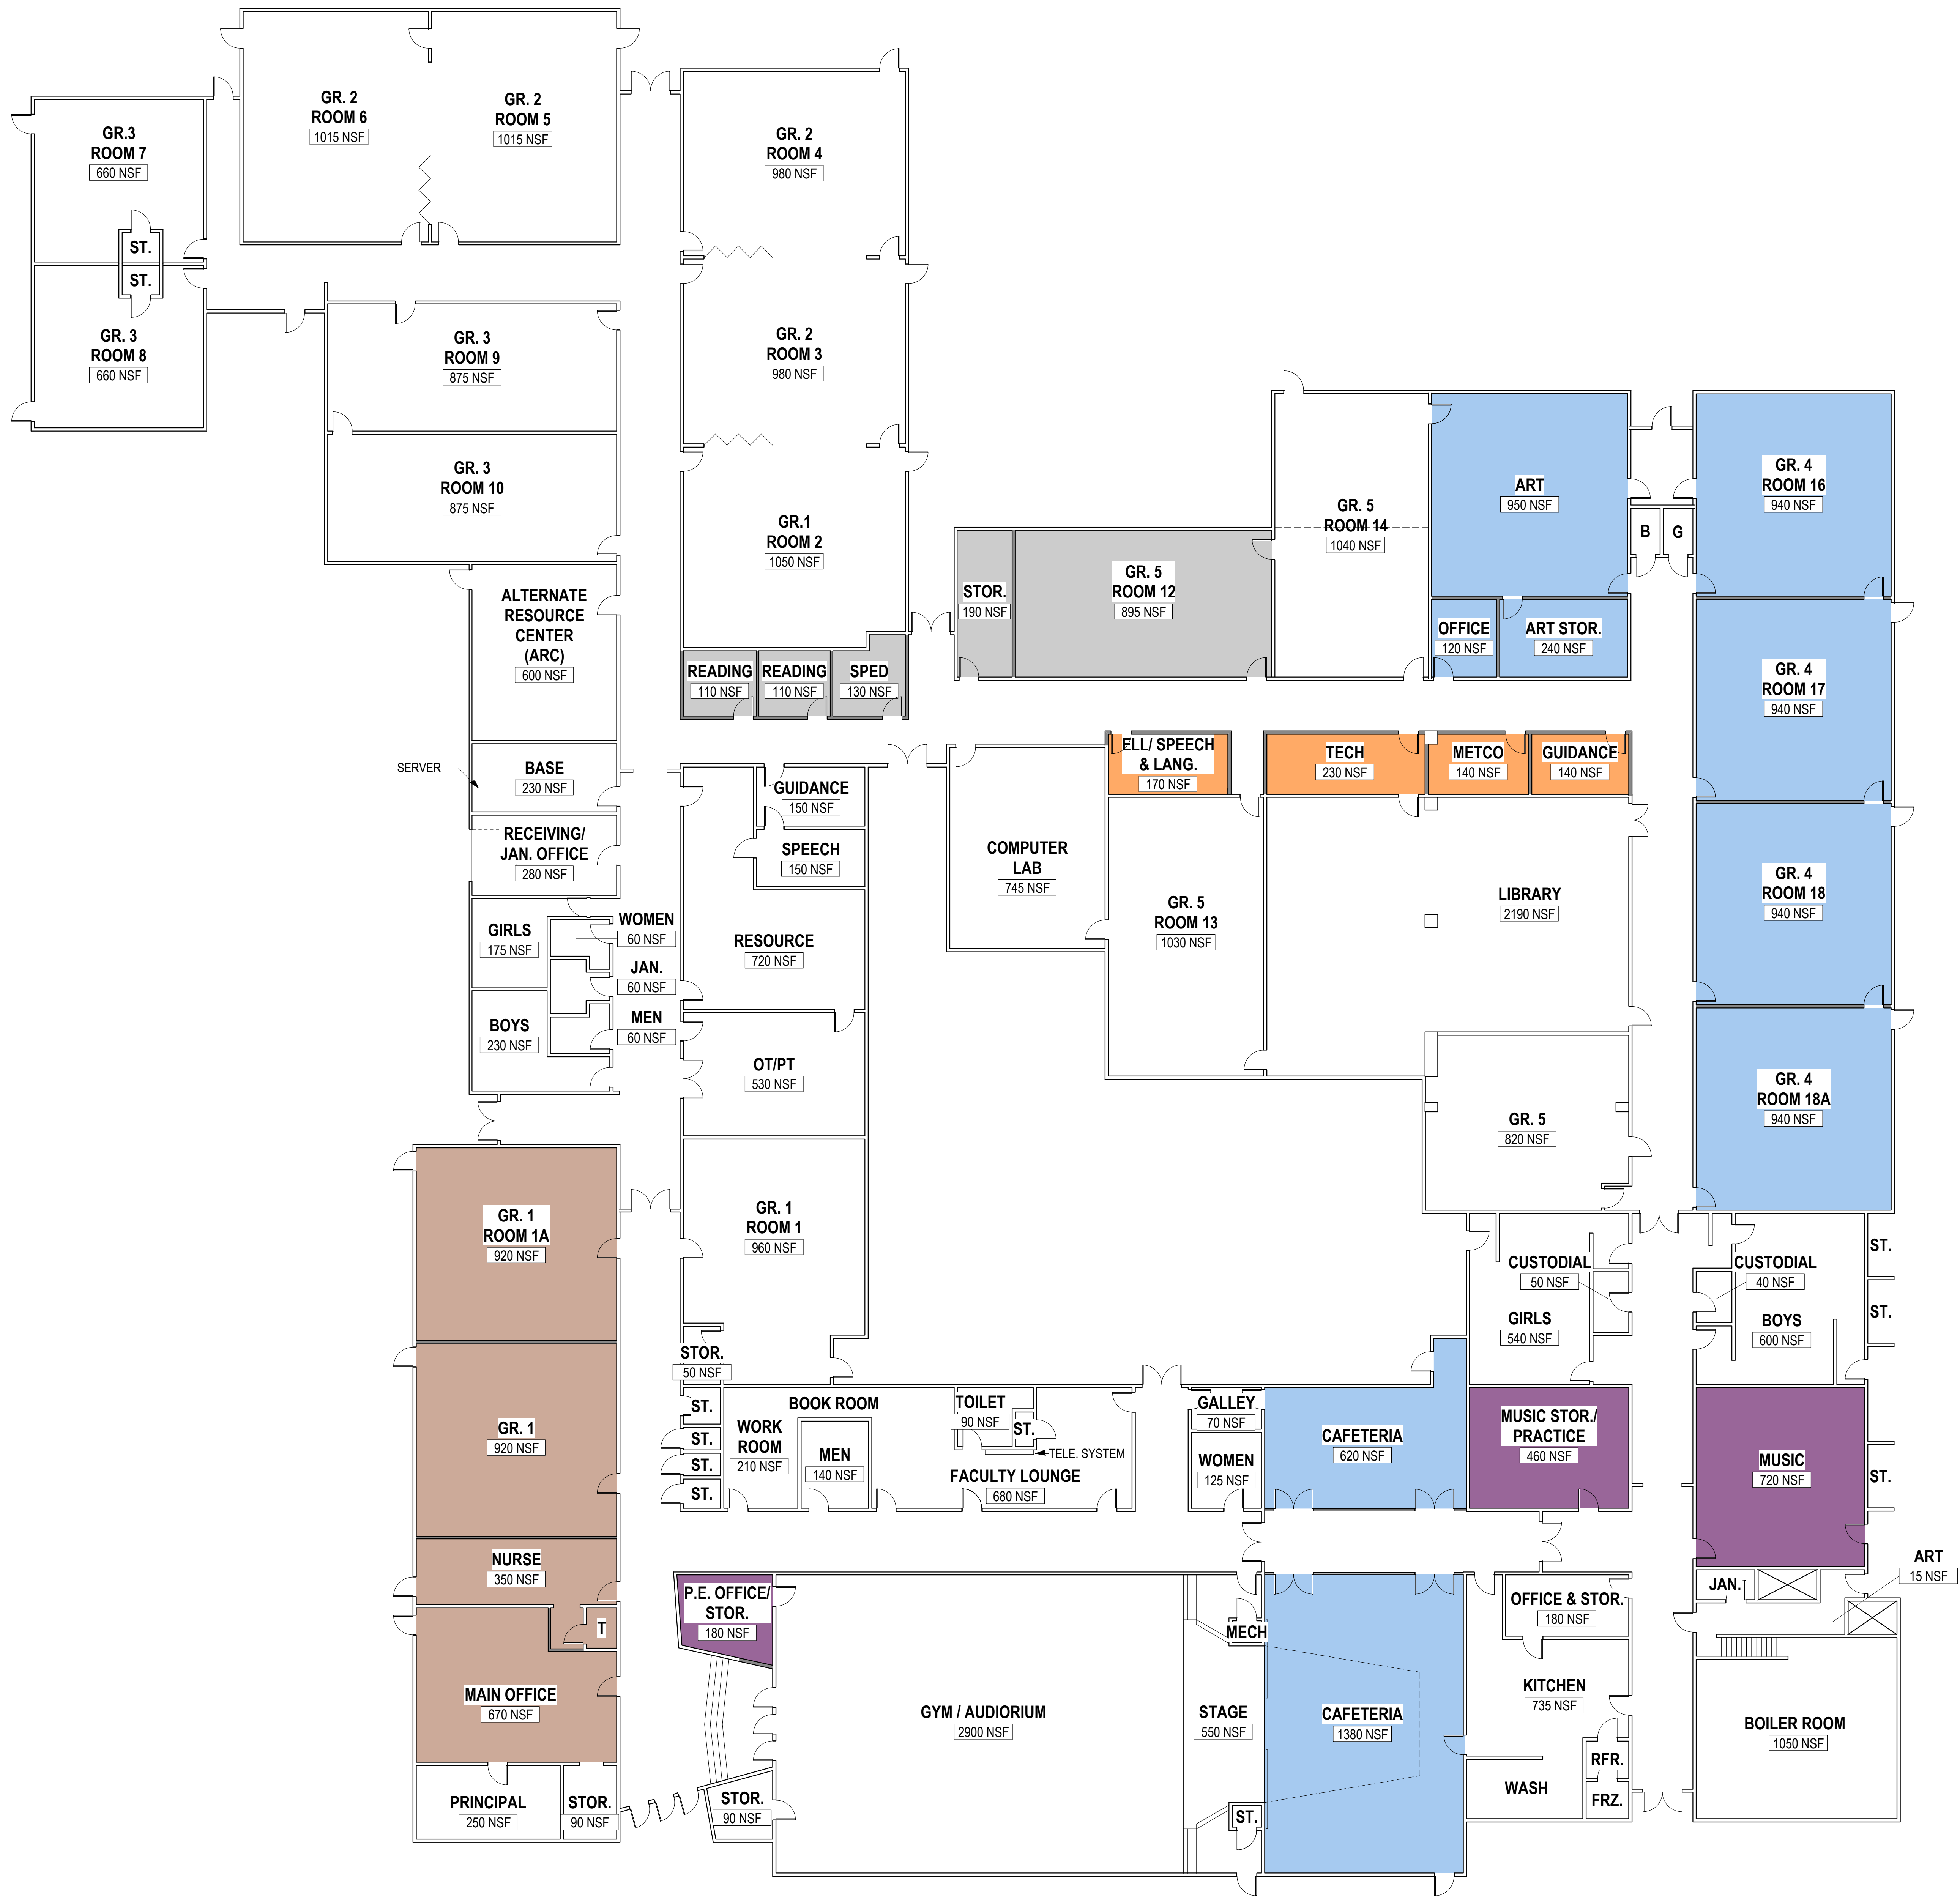 GR. 2
ROOM 6
1015 NSF
GR. 2
ROOM 5
1015 NSF
GR.3
ROOM 7
660 NSF
GR. 2
ROOM 4
980 NSF
ST.
ST.
GR. 3
ROOM 8
660 NSF
GR. 3
ROOM 9
875 NSF
GR. 2
ROOM 3
980 NSF
GR. 3
ROOM 10
875 NSF
GR.1
ROOM 2
1050 NSF
GR. 5
ROOM 14
1040 NSF
ART
950 NSF
GR. 4
ROOM 16
940 NSF
B
G
STOR.
190 NSF
GR. 5
ROOM 12
895 NSF
ALTERNATE
RESOURCE
CENTER
(ARC)
600 NSF
OFFICE
120 NSF
ART STOR.
240 NSF
READING
110 NSF
READING
110 NSF
SPED
130 NSF
GR. 4
ROOM 17
940 NSF
SERVER
BASE
230 NSF
GUIDANCE
150 NSF
ELL/ SPEECH
& LANG.
170 NSF
TECH
230 NSF
METCO
140 NSF
GUIDANCE
140 NSF
RECEIVING/
JAN. OFFICE
280 NSF
SPEECH
150 NSF
COMPUTER
LAB
745 NSF
GR. 5
ROOM 13
1030 NSF
LIBRARY
2190 NSF
GR. 4
ROOM 18
940 NSF
GIRLS
175 NSF
WOMEN
60 NSF
JAN.
60 NSF
RESOURCE
720 NSF
BOYS
230 NSF
MEN
60 NSF
OT/PT
530 NSF
GR. 5
820 NSF
GR. 4
ROOM 18A
940 NSF
GR. 1
ROOM 1A
920 NSF
GR. 1
ROOM 1
960 NSF
CUSTODIAL
50 NSF
CUSTODIAL
40 NSF
ST.
ST.
GIRLS
540 NSF
BOYS
600 NSF
STOR.
50 NSF
GR. 1
920 NSF
ST.
ST.
ST.
ST.
BOOK ROOM
WORK
ROOM
210 NSF
MEN
140 NSF
TOILET
90 NSF
ST.
TELE. SYSTEM
FACULTY LOUNGE
680 NSF
GALLEY
70 NSF
WOMEN
125 NSF
CAFETERIA
620 NSF
MUSIC STOR./
PRACTICE
460 NSF
MUSIC
720 NSF
ST.
NURSE
350 NSF
T
P.E. OFFICE/
STOR.
180 NSF
MECH
OFFICE & STOR.
180 NSF
JAN.
ART
15 NSF
MAIN OFFICE
670 NSF
GYM / AUDIORIUM
2900 NSF
STAGE
550 NSF
CAFETERIA
1380 NSF
KITCHEN
735 NSF
BOILER ROOM
1050 NSF
PRINCIPAL
250 NSF
STOR.
90 NSF
STOR.
90 NSF
ST.
WASH
RFR.
FRZ.